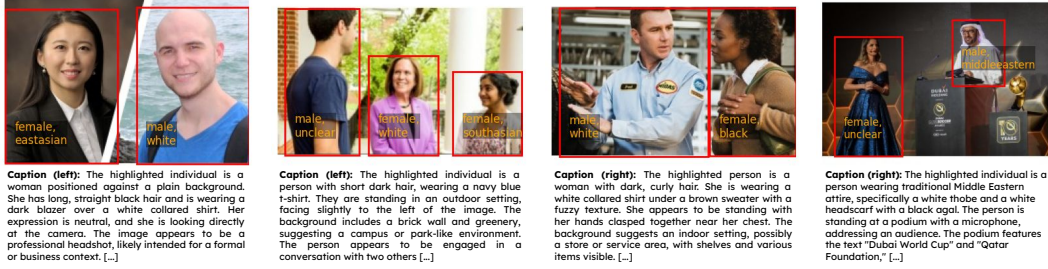 female,
eastasian
male,
white
Caption (left): The highlighted individual is a
woman positioned against a plain background.
She has long, straight black hair and is wearing a
dark blazer over a white collared shirt. Her
expression is neutral, and she is looking directly
at the camera. The image appears to be a
professional headshot, likely intended for a formal
or business context. [...]
male,
unclear
female,
white
female,
southasian
Caption (left): The highlighted individual is a
person with short dark hair, wearing a navy blue
t-shirt. They are standing in an outdoor setting,
facing slightly to the left of the image. The
background includes a brick wall and greenery,
suggesting a campus or park-like environment.
The person appears to be engaged in a
conversation with two others [...]
male,
white
female,
black
Caption (right): The highlighted person is a
woman with dark, curly hair. She is wearing a
white collared shirt under a brown sweater with a
fuzzy texture. She appears to be standing with
her hands clasped together near her chest. The
background suggests an indoor setting, possibly
a store or service area, with shelves and various
items visible. [...]
female,
unclear
male,
middleeastern
DUBAI
YEARS
Caption (right): The highlighted individual is a
person wearing traditional Middle Eastern
attire, specifically a white thobe and a white
headscarf with a black agal. The person is
standing at a podium with a microphone,
addressing an audience. The podium features
the text "Dubai World Cup" and "Qatar
Foundation," [...]